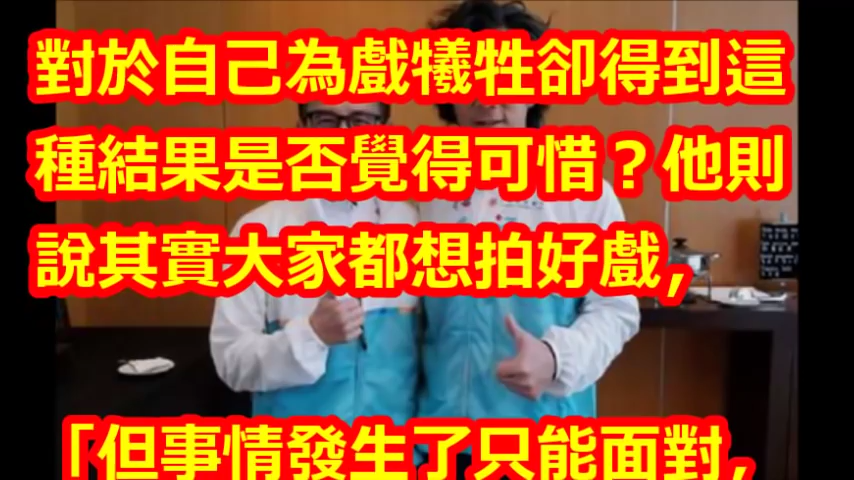 對於自己為戲犧牲卻得到這
種結果是否覺得可惜？他則
說其實大家都想拍好戲，
「但事情發生了只能面對，